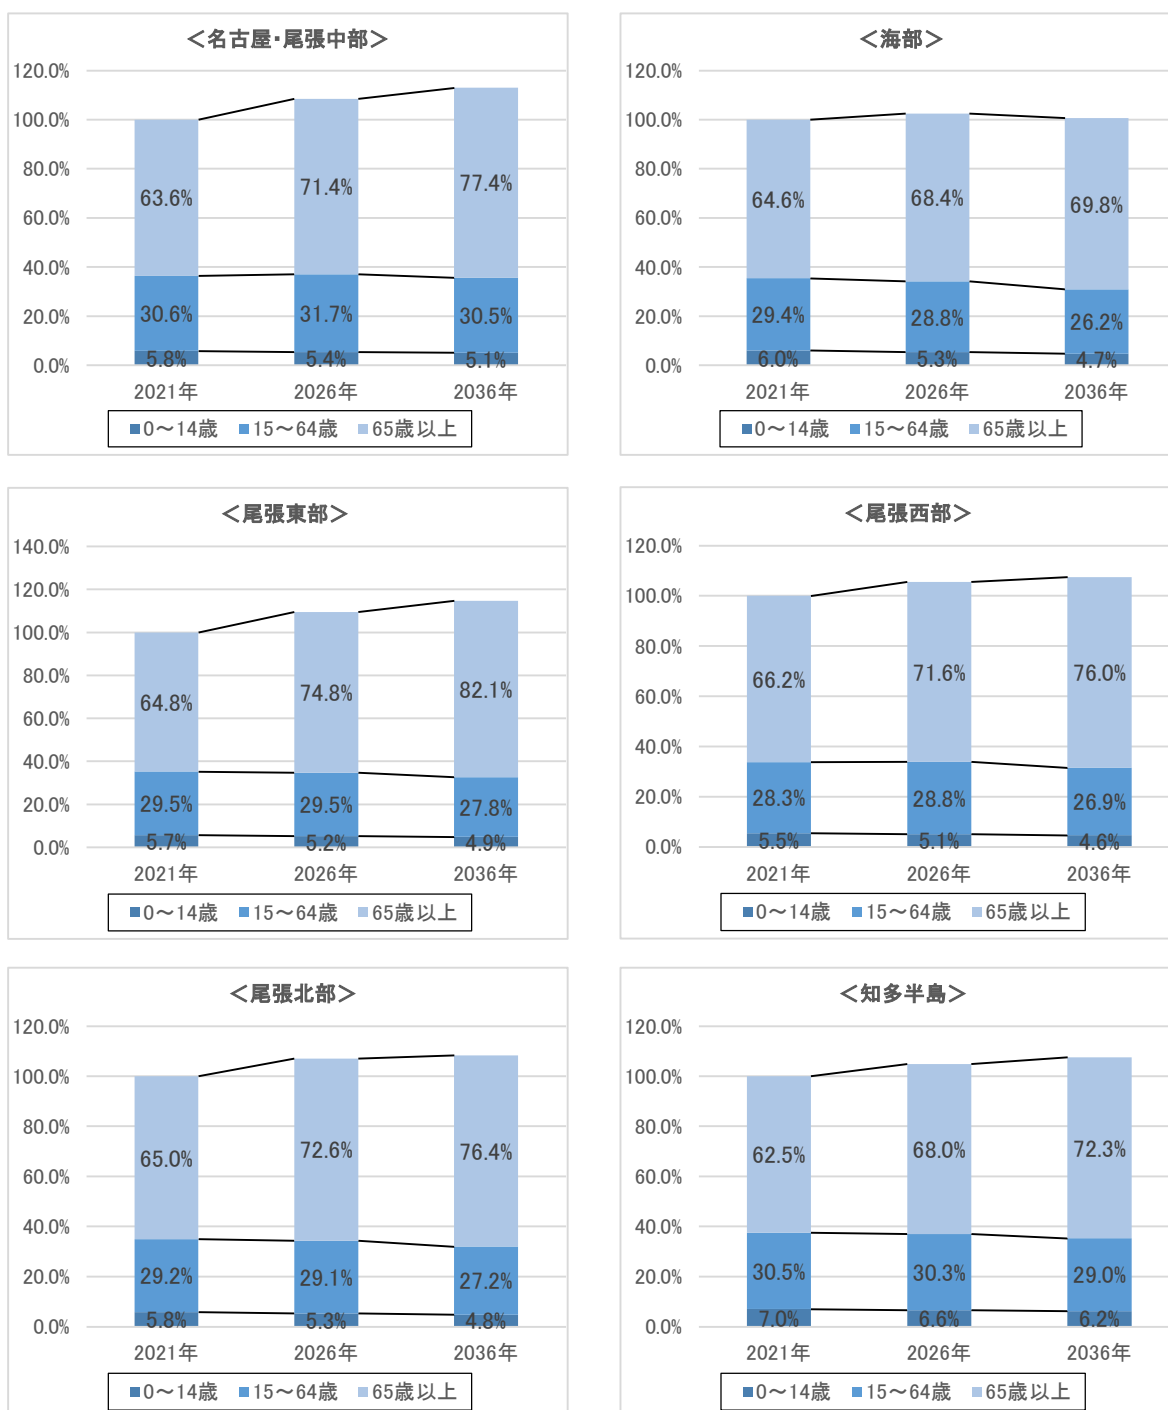 ＜名古屋・尾張中部＞
120.0%
100.0%
80.0%
60.0%
40.0%
20.0%
0.0%
63.6% 71.4% 77.4%
30.6% 31.7% 30.5%
5.8% 5.4% 5.1%
2021年 2026年 2036年
■0～14歳 ■15～64歳 ■65歳以上
＜海部＞
120.0%
100.0%
80.0%
60.0%
40.0%
20.0%
0.0%
64.6% 68.4% 69.8%
29.4% 28.8% 26.2%
6.0% 5.3% 4.7%
2021年 2026年 2036年
■0～14歳 ■15～64歳 ■65歳以上
＜尾張東部＞
140.0%
120.0%
100.0%
80.0%
60.0%
40.0%
20.0%
0.0%
64.8% 74.8% 82.1%
29.5% 29.5% 27.8%
5.7% 5.2% 4.9%
2021年 2026年 2036年
■0～14歳 ■15～64歳 ■65歳以上
＜尾張西部＞
120.0%
100.0%
80.0%
60.0%
40.0%
20.0%
0.0%
66.2% 71.6% 76.0%
28.3% 28.8% 26.9%
5.5% 5.1% 4.6%
2021年 2026年 2036年
■0～14歳 ■15～64歳 ■65歳以上
＜尾張北部＞
120.0%
100.0%
80.0%
60.0%
40.0%
20.0%
0.0%
65.0% 72.6% 76.4%
29.2% 29.1% 27.2%
5.8% 5.3% 4.8%
2021年 2026年 2036年
■0～14歳 ■15～64歳 ■65歳以上
＜知多半島＞
120.0%
100.0%
80.0%
60.0%
40.0%
20.0%
0.0%
62.5% 68.0% 72.3%
30.5% 30.3% 29.0%
7.0% 6.6% 6.2%
2021年 2026年 2036年
■0～14歳 ■15～64歳 ■65歳以上